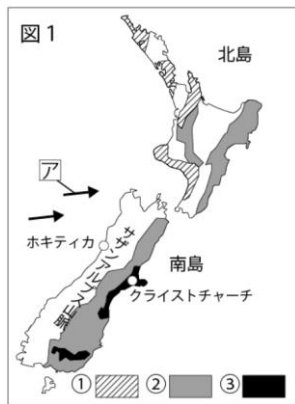 図1
北島
ア
ホキティカ
サザンアルプス山脈
南島
クライストチャーチ
① ② ③